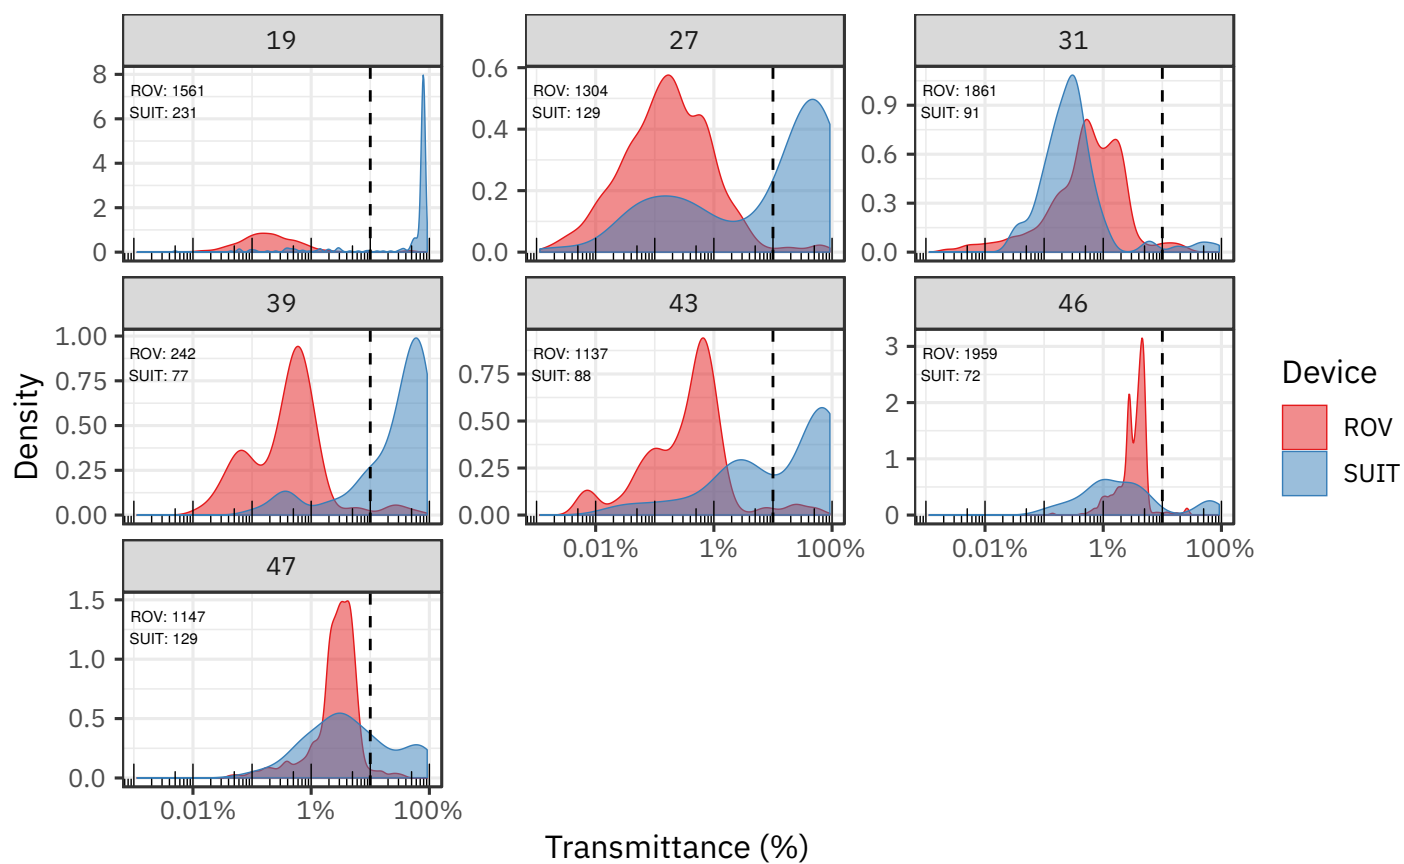 19
8
6
4
2
0
ROV: 1561
SUIT: 231
27
0.6
0.4
0.2
0.0
ROV: 1304
SUIT: 129
31
0.9
0.6
0.3
0.0
ROV: 1861
SUIT: 91
39
1.00
0.75
0.50
0.25
0.00
ROV: 242
SUIT: 77
43
0.75
0.50
0.25
0.00
ROV: 1137
SUIT: 88
0.01% 1% 100%
46
3
2
1
0
ROV: 1959
SUIT: 72
0.01% 1% 100%
47
1.5
1.0
0.5
0.0
ROV: 1147
SUIT: 129
0.01% 1% 100%
Density
Transmittance (%)
Device
ROV
SUIT